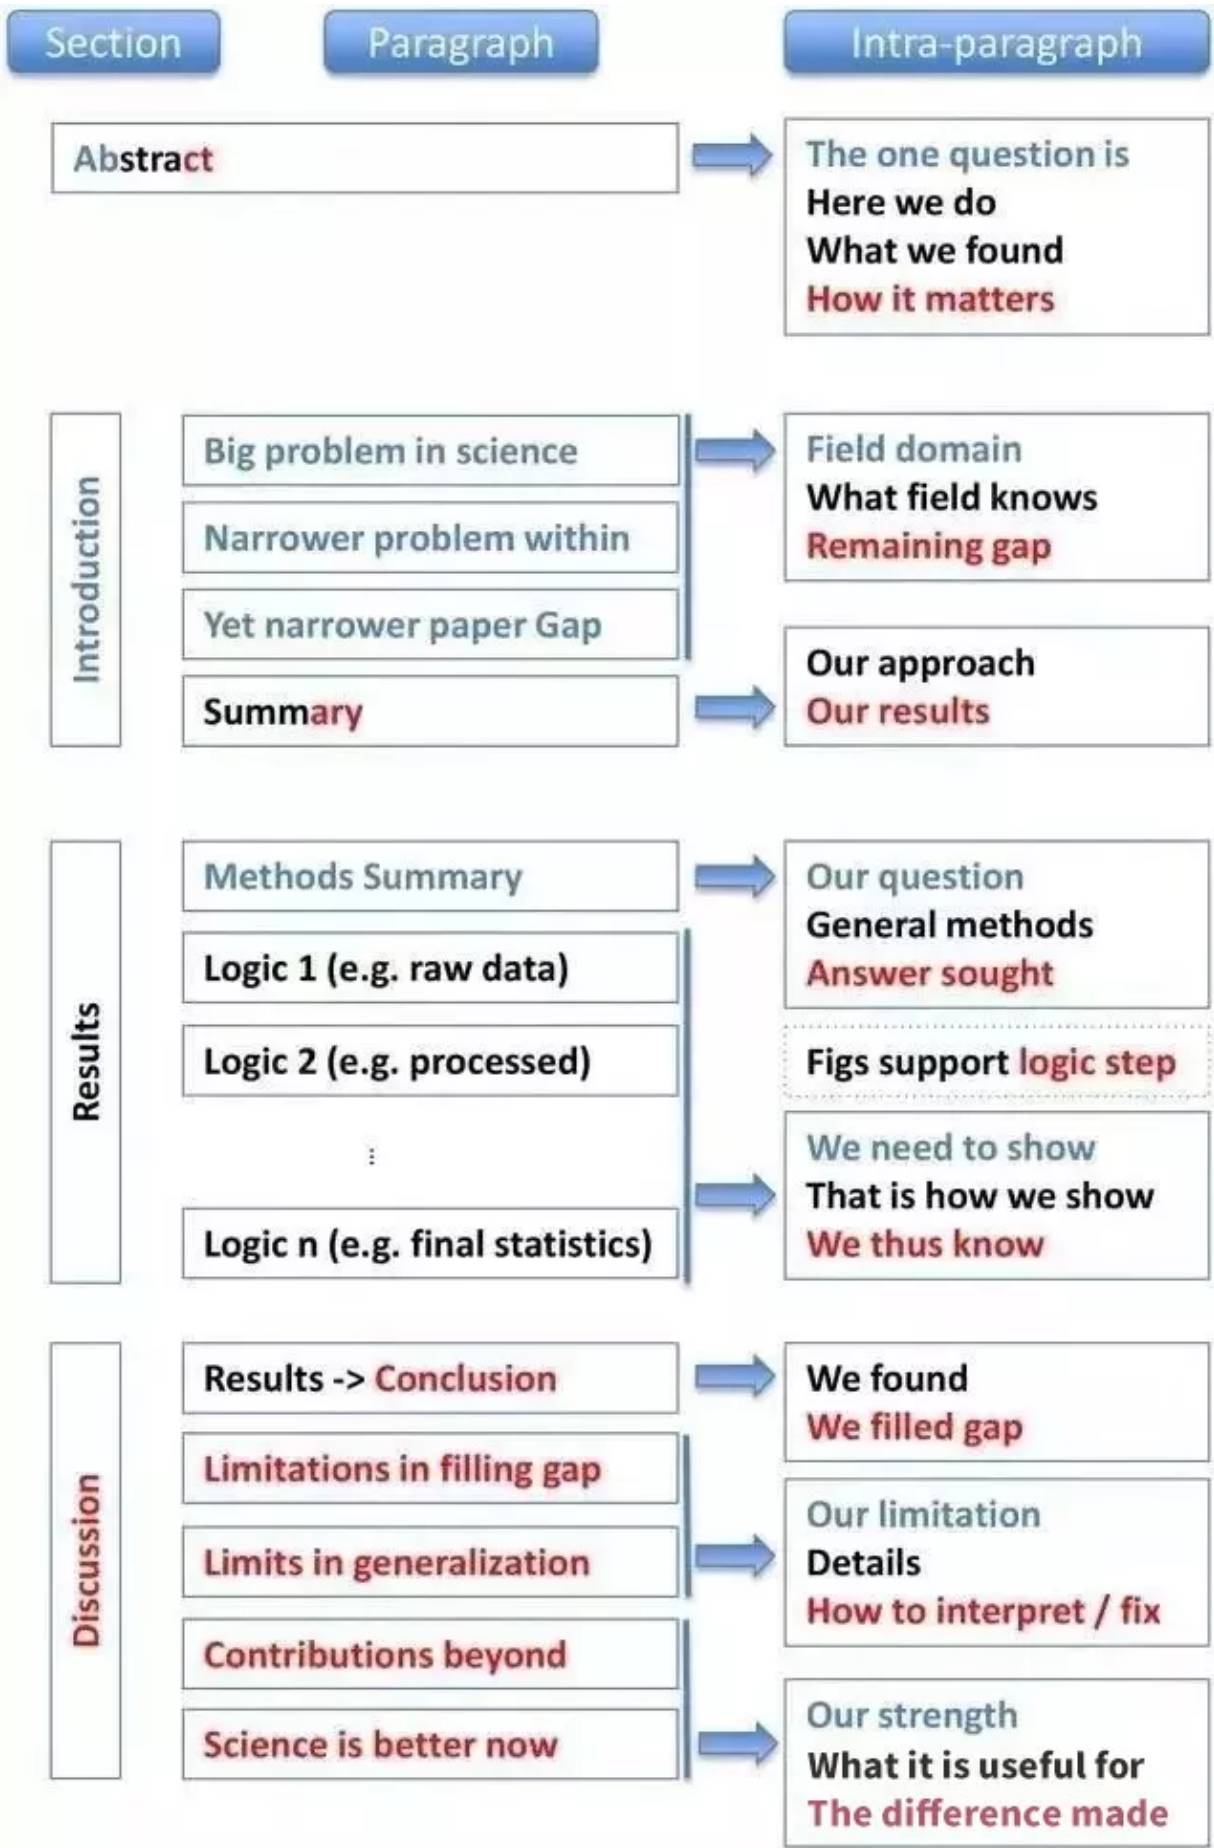 Section
Paragraph
Intra-paragraph
Abstract
The one question is
Here we do
What we found
How it matters
Introduction
Big problem in science
Narrower problem within
Yet narrower paper Gap
Summary
Field domain
What field knows
Remaining gap
Our approach
Our results
Results
Methods Summary
Logic 1 (e.g. raw data)
Logic 2 (e.g. processed)
...
Logic n (e.g. final statistics)
Our question
General methods
Answer sought
Figs support logic step
We need to show
That is how we show
We thus know
Discussion
Results -> Conclusion
Limitations in filling gap
Limits in generalization
Contributions beyond
Science is better now
We found
We filled gap
Our limitation
Details
How to interpret / fix
Our strength
What it is useful for
The difference made